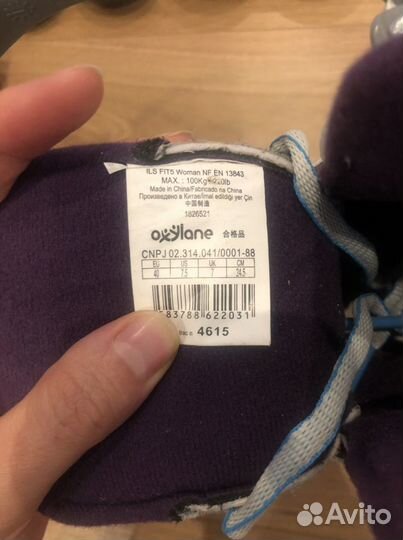 ILS FIT5 Woman NF EN 13843
MAX. : 100Kg
Made in China/Fabricado na China
Произведено в Китае/Imal edildiği yer Çin
中国制造
1826521
oxylane 合格品
CNPJ 02.314.041/0001-88
EU US UK CM
40 7,5 7 24,5
83788 622031
4615
Avito